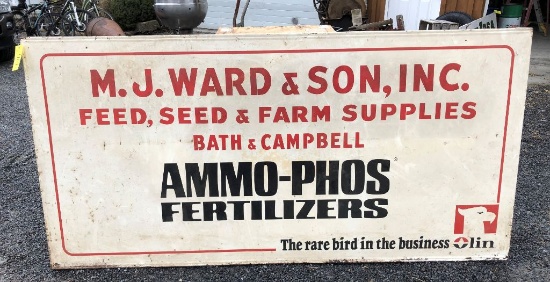 M.J. WARD & SON, INC.
FEED, SEED & FARM SUPPLIES
BATH & CAMPBELL
AMMO-PHOS®
FERTILIZERS
The rare bird in the business Olin